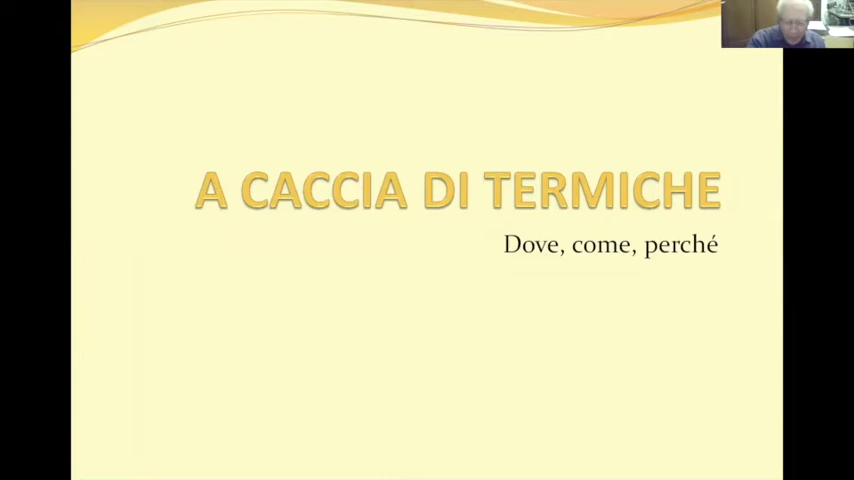 A CACCIA DI TERMICHE
Dove, come, perché